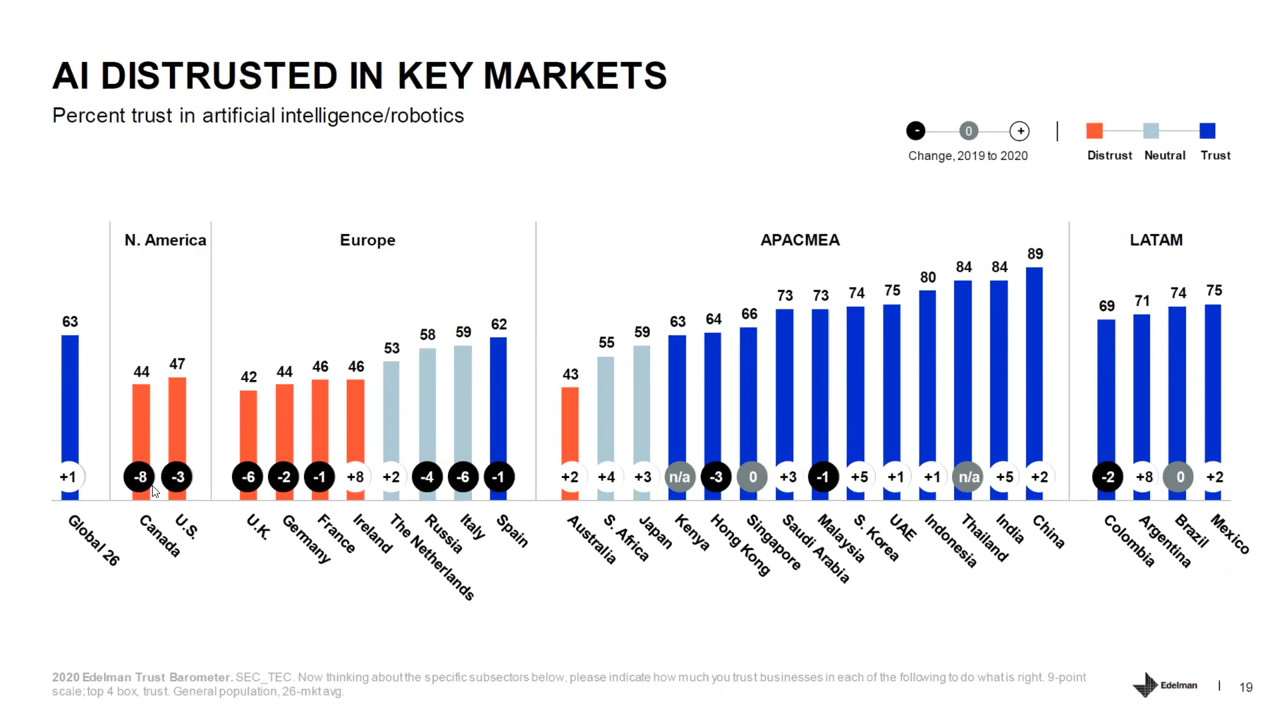 AI DISTRUSTED IN KEY MARKETS
Percent trust in artificial intelligence/robotics
- 0 +
Change, 2019 to 2020
Distrust Neutral Trust
N. America Europe APACMEA LATAM
63 44 47 42 44 46 46 53 58 59 62 43 55 59 63 64 66 73 73 74 75 80 84 84 89 69 71 74 75
+1 -8 -3 -6 -2 -1 +8 +2 -4 -6 -1 +2 +4 +3 n/a -3 0 +3 -1 +5 +1 +1 n/a +5 +2 -2 +8 0 +2
Global 26
Canada
U.S.
U.K.
Germany
France
Ireland
The Netherlands
Russia
Italy
Spain
Australia
S. Africa
Japan
Kenya
Hong Kong
Singapore
Saudi Arabia
Malaysia
S. Korea
UAE
Indonesia
Thailand
India
China
Colombia
Argentina
Brazil
Mexico
2020 Edelman Trust Barometer. SEC_TEC. Now thinking about the specific subsectors below, please indicate how much you trust businesses in each of the following to do what is right. 9-point
scale; top 4 box, trust. General population, 26-mkt avg.
Edelman | 19